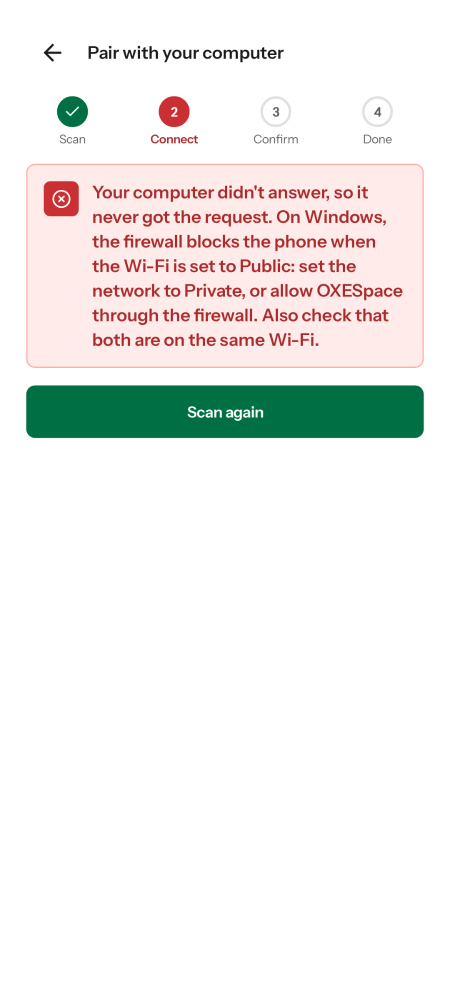 Pair with your computer
2
3
4
Scan
Connect
Confirm
Done
Your computer didn't answer, so it
never got the request. On Windows,
the firewall blocks the phone when
the Wi-Fi is set to Public: set the
network to Private, or allow OXESpace
through the firewall. Also check that
both are on the same Wi-Fi.
Scan again